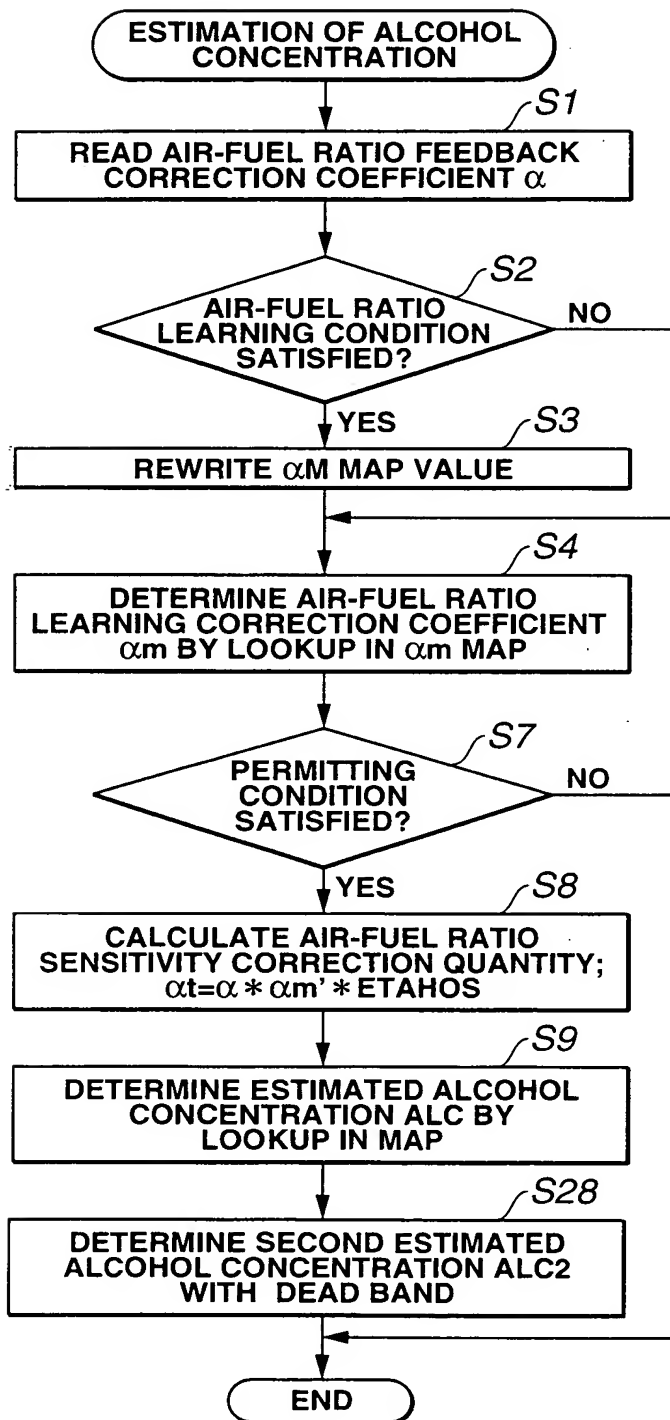 ESTIMATION OF ALCOHOL
CONCENTRATION
S1
READ AIR-FUEL RATIO FEEDBACK
CORRECTION COEFFICIENT α
S2
AIR-FUEL RATIO
LEARNING CONDITION
SATISFIED?
NO
YES
S3
REWRITE αM MAP VALUE
S4
DETERMINE AIR-FUEL RATIO
LEARNING CORRECTION COEFFICIENT
αm BY LOOKUP IN αm MAP
S7
PERMITTING
CONDITION
SATISFIED?
NO
YES
S8
CALCULATE AIR-FUEL RATIO
SENSITIVITY CORRECTION QUANTITY;
αt=α * αm' * ETAHOS
S9
DETERMINE ESTIMATED ALCOHOL
CONCENTRATION ALC BY
LOOKUP IN MAP
S28
DETERMINE SECOND ESTIMATED
ALCOHOL CONCENTRATION ALC2
WITH DEAD BAND
END